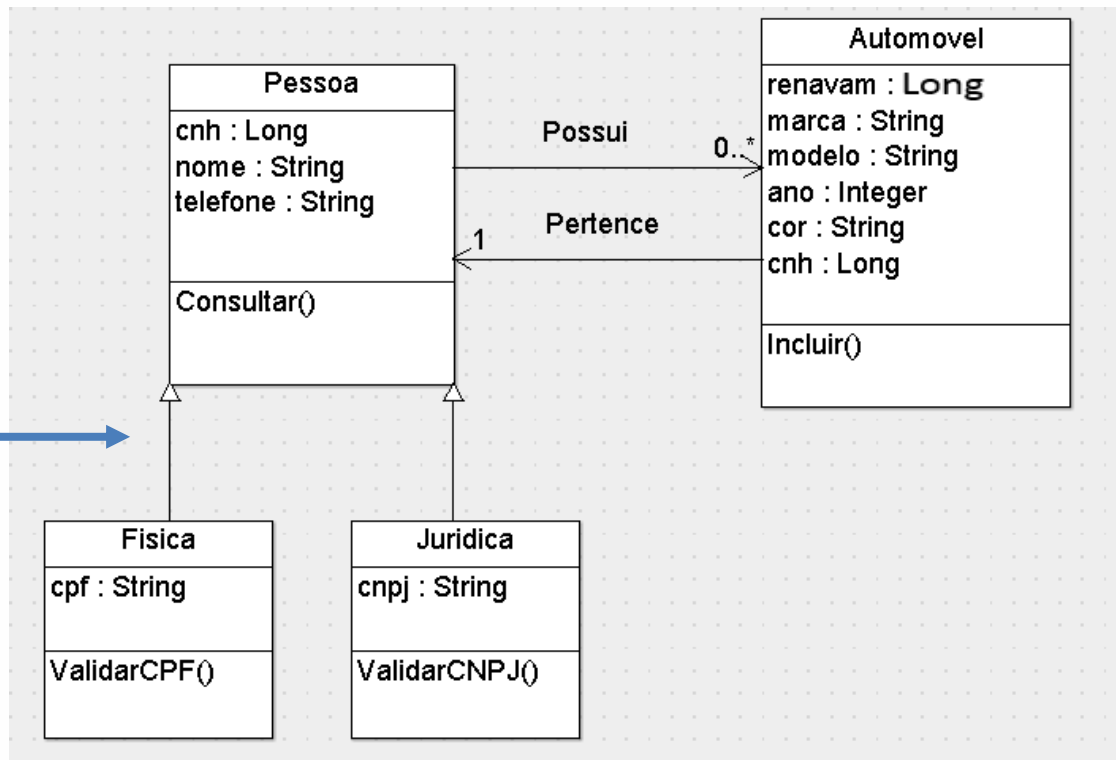 Pessoa
cnh : Long
nome : String
telefone : String
Consultar()
Possui
0..*
Pertence
1
Automovel
renavam : Long
marca : String
modelo : String
ano : Integer
cor : String
cnh : Long
Incluir()
Fisica
cpf : String
ValidarCPF()
Juridica
cnpj : String
ValidarCNPJ()